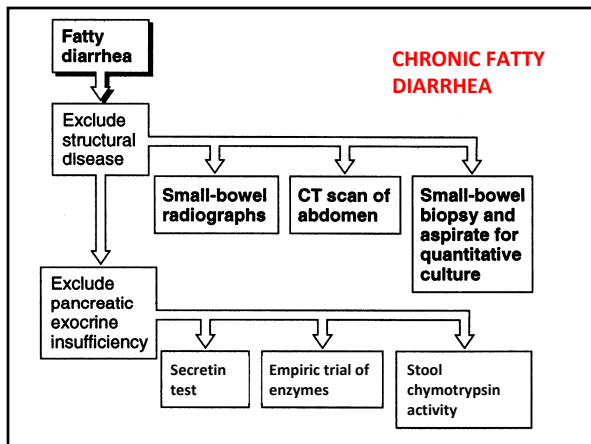 Fatty
diarrhea
CHRONIC FATTY
DIARRHEA
Exclude
structural
disease
Small-bowel
radiographs
CT scan of
abdomen
Small-bowel
biopsy and
aspirate for
quantitative
culture
Exclude
pancreatic
exocrine
insufficiency
Secretin
test
Empiric trial of
enzymes
Stool
chymotrypsin
activity